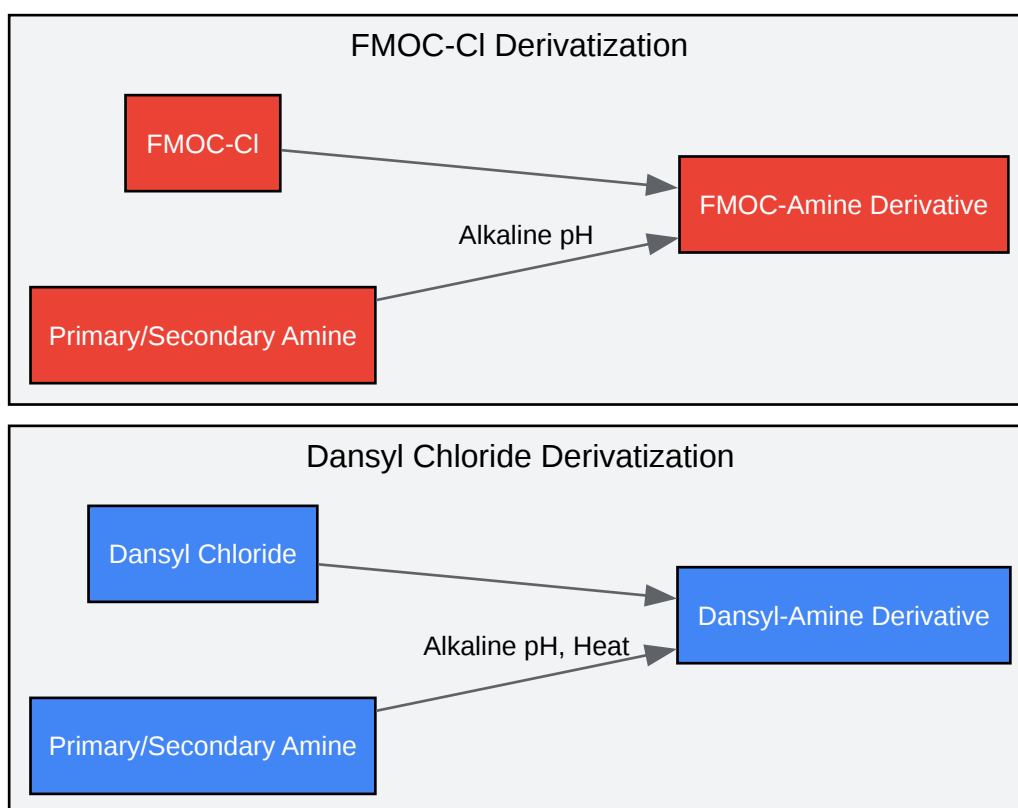 FMOC-Cl Derivatization
FMOC-Cl
FMOC-Amine Derivative
Alkaline pH
Primary/Secondary Amine
Dansyl Chloride Derivatization
Dansyl Chloride
Dansyl-Amine Derivative
Alkaline pH, Heat
Primary/Secondary Amine